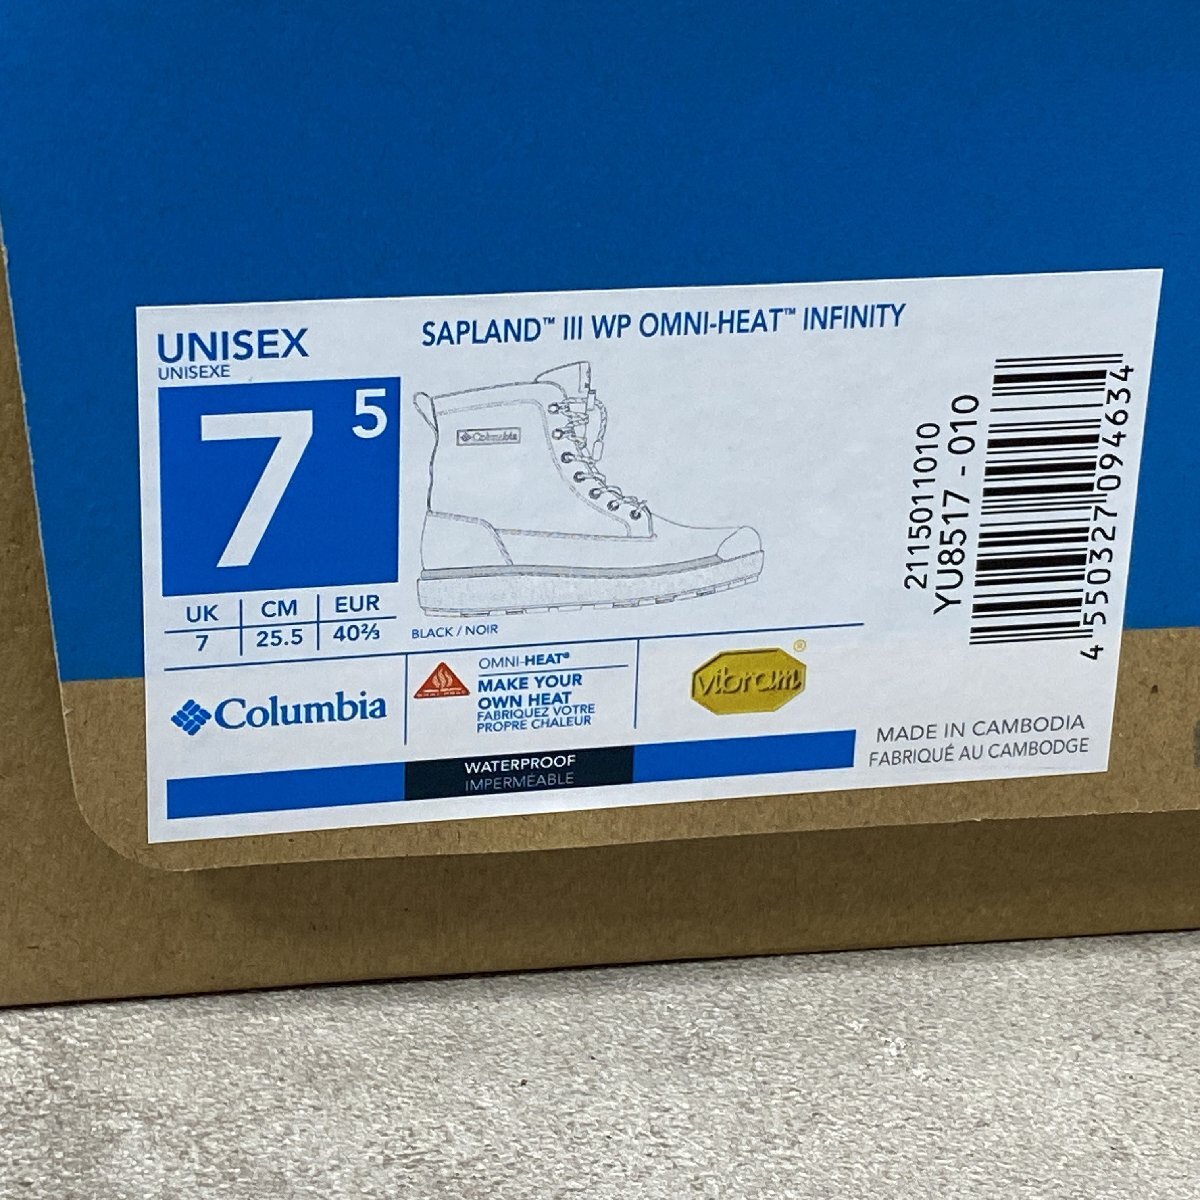 UNISEX
UNISEXE
7 5
SAPLAND™ III WP OMNI-HEAT™ INFINITY
Columbia
UK CM EUR
7 25.5 40⅔
BLACK / NOIR
Columbia
OMNI-HEAT®
MAKE YOUR
OWN HEAT
FABRIQUEZ VOTRE
PROPRE CHALEUR
vibram®
WATERPROOF
IMPERMÉABLE
2115011010
YU8517 - 010
4 550327 094634
MADE IN CAMBODIA
FABRIQUÉ AU CAMBODGE